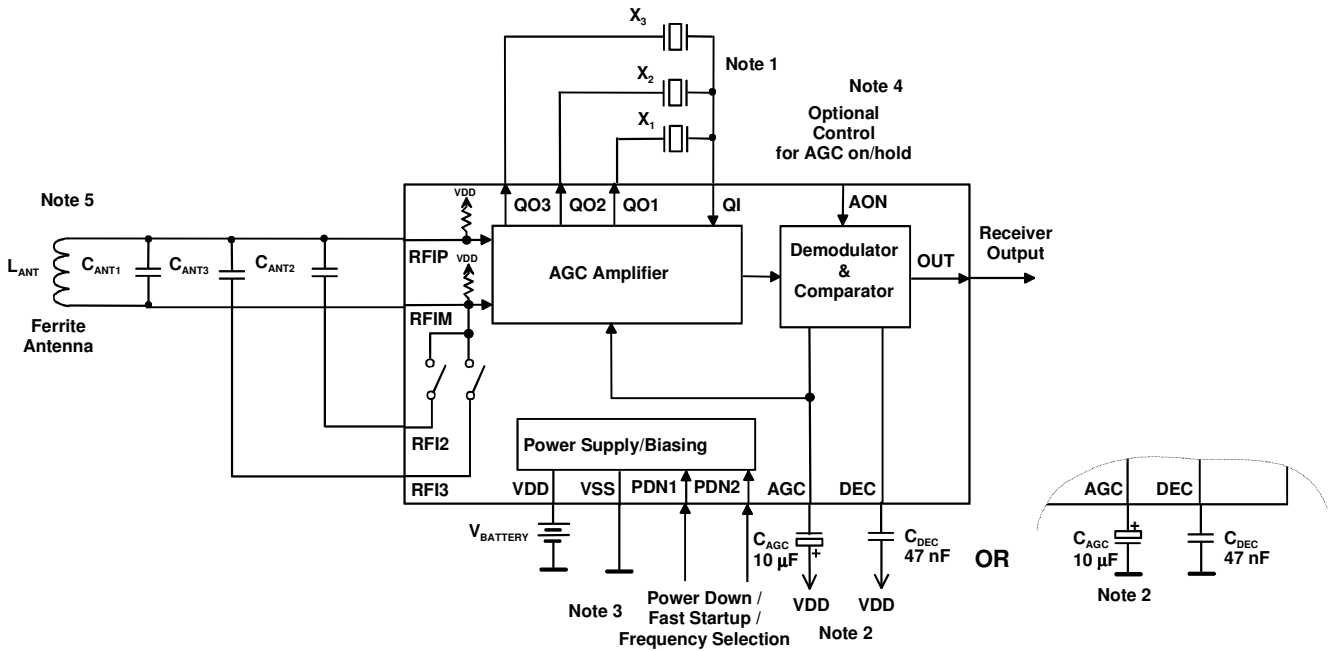 X3
Note 1
X2
Note 4
Optional
Control
for AGC on/hold
X1
Note 5
VDD
QO3
QO2
QO1
QI
AON
Receiver
Output
LANT
CANT1
CANT3
CANT2
RFIP
VDD
AGC Amplifier
Demodulator
&
Comparator
OUT
Ferrite
Antenna
RFIM
RFI2
Power Supply/Biasing
RFI3
VDD
VSS
PDN1
PDN2
AGC
DEC
AGC
DEC
VBATTERY
CAGC
10 µF
+
CDEC
47 nF
OR
CAGC
10 µF
+
CDEC
47 nF
Note 3
Power Down /
Fast Startup /
Frequency Selection
VDD
VDD
Note 2
Note 2